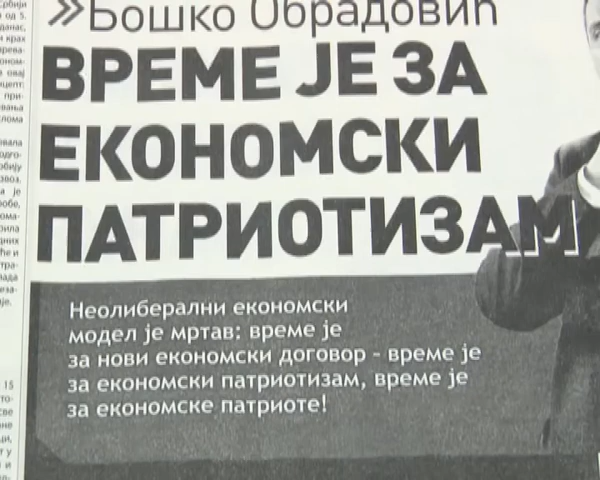 »Бошко Обрадовић
ВРЕМЕ ЈЕ ЗА
ЕКОНОМСКИ
ПАТРИОТИЗАМ
Неолиберални економски
модел је мртав: време је
за нови економски договор - време је
за економски патриотизам, време је
за економске патриоте!